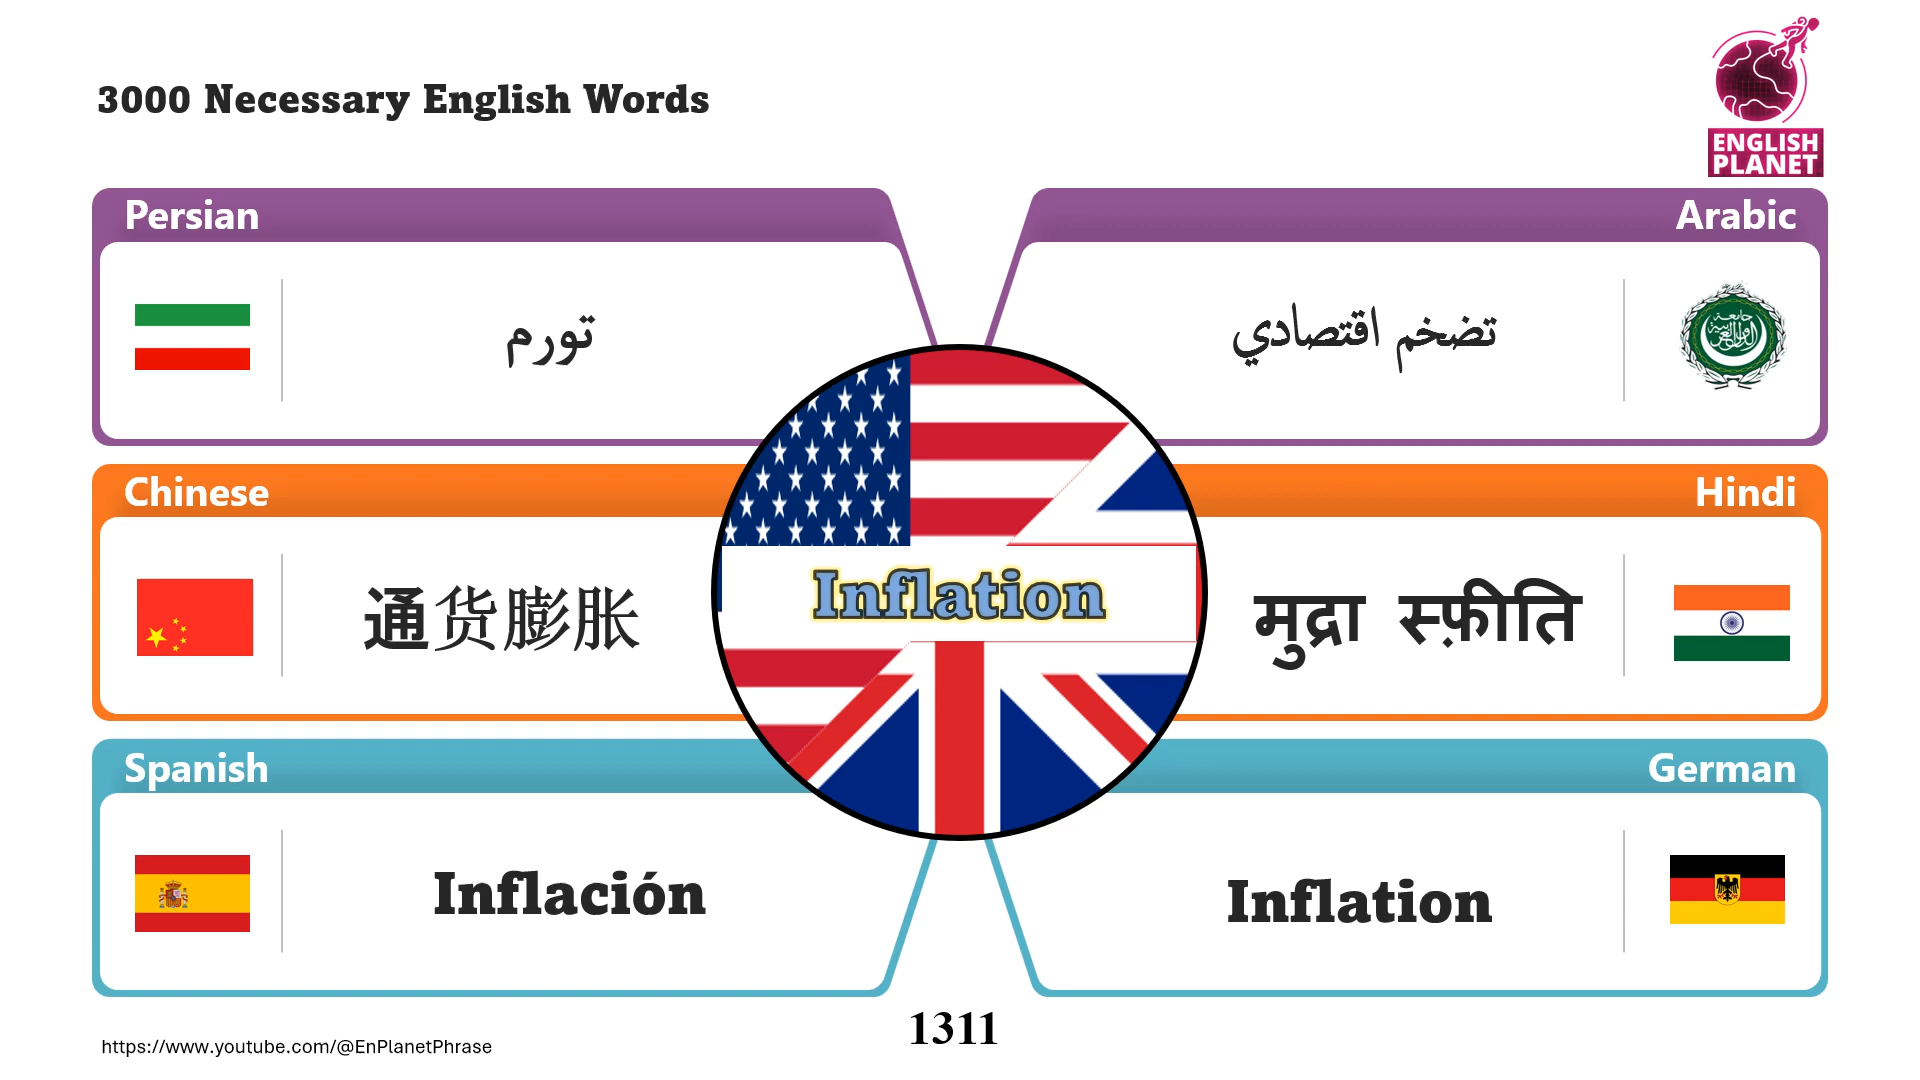 3000 Necessary English Words
ENGLISH
PLANET
Persian
تورم
Arabic
تضخم اقتصادي
Chinese
通货膨胀
Inflation
Hindi
मुद्रा स्फ़ीति
Spanish
Inflación
German
Inflation
1311
https://www.youtube.com/@EnPlanetPhrase